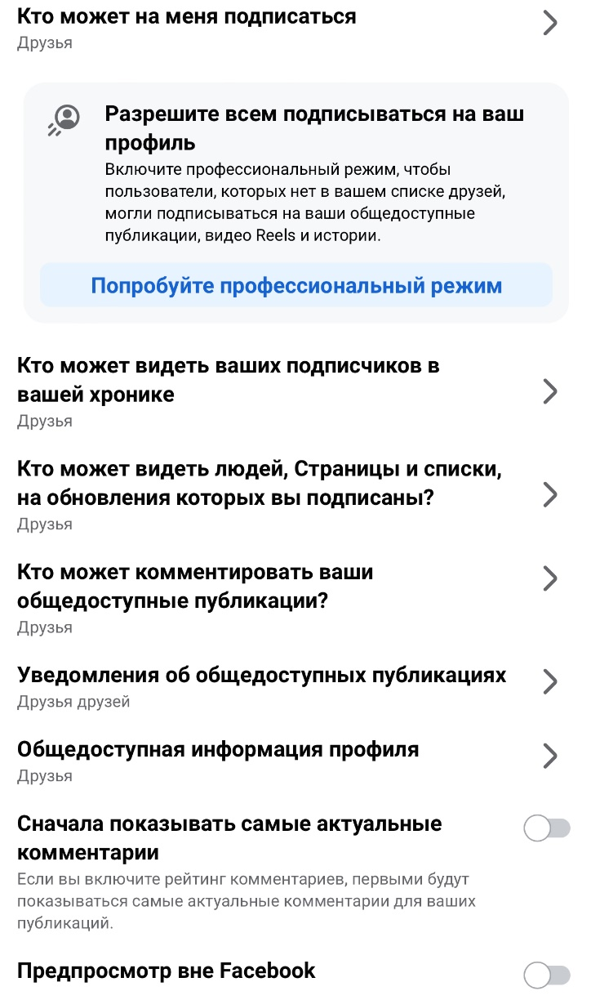 Кто может на меня подписаться
Друзья
Разрешите всем подписываться на ваш
профиль
Включите профессиональный режим, чтобы
пользователи, которых нет в вашем списке друзей,
могли подписываться на ваши общедоступные
публикации, видео Reels и истории.
Попробуйте профессиональный режим
Кто может видеть ваших подписчиков в
вашей хронике
Друзья
Кто может видеть людей, Страницы и списки,
на обновления которых вы подписаны?
Друзья
Кто может комментировать ваши
общедоступные публикации?
Друзья
Уведомления об общедоступных публикациях
Друзья друзей
Общедоступная информация профиля
Друзья
Сначала показывать самые актуальные
комментарии
Если вы включите рейтинг комментариев, первыми будут
показываться самые актуальные комментарии для ваших
публикаций.
Предпросмотр вне Facebook